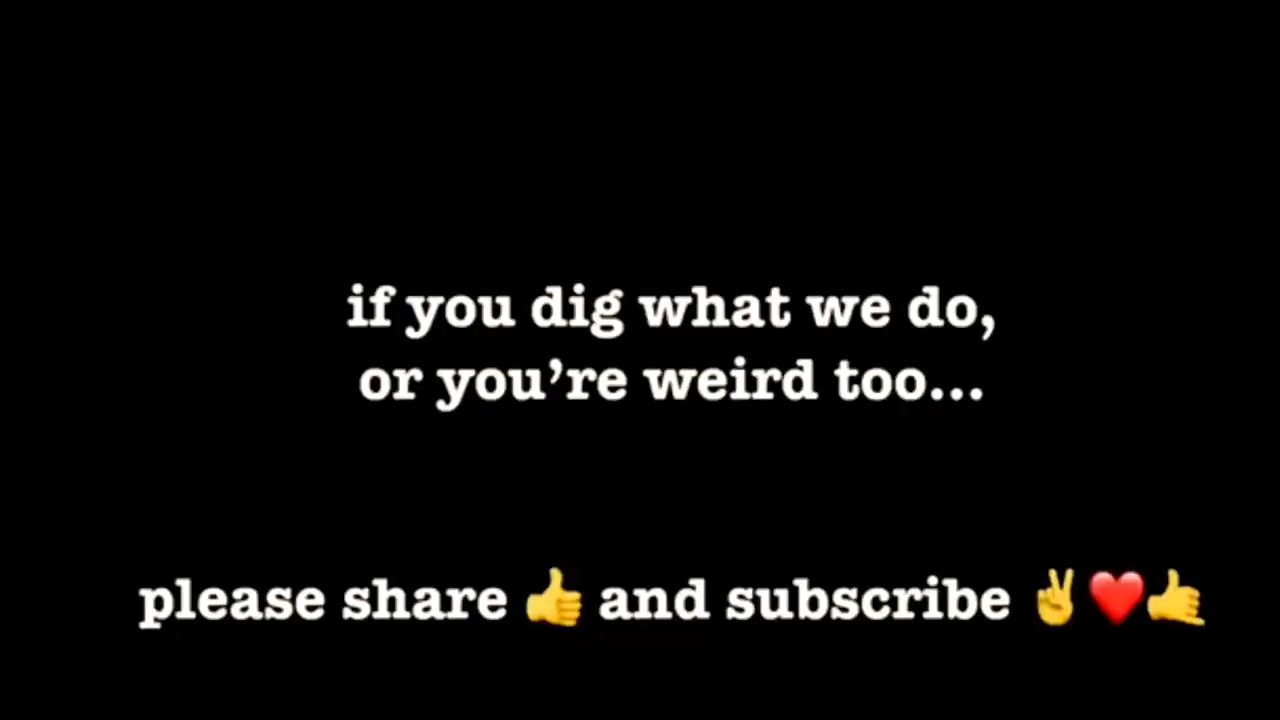 if you dig what we do,
or you’re weird too...
please share 👍 and subscribe ✌️❤️🤙